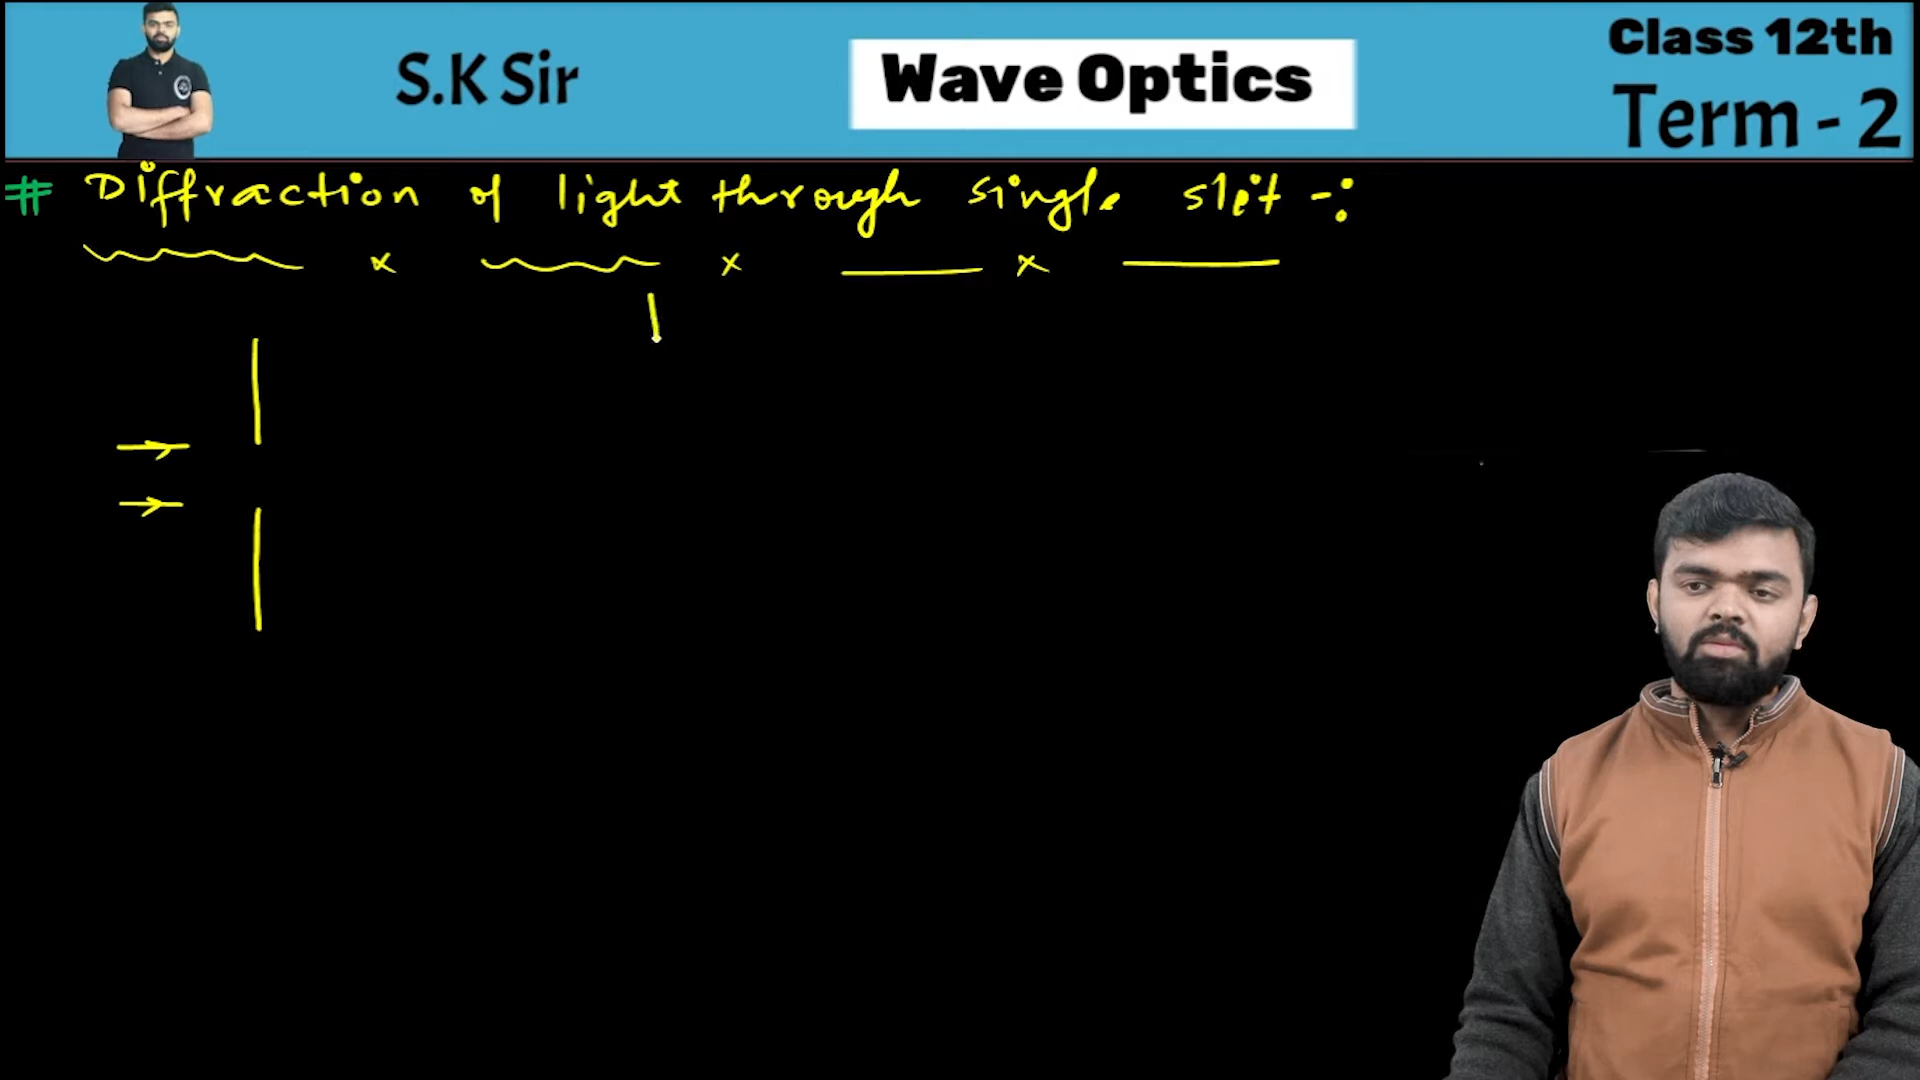 S.K Sir
Wave Optics
Class 12th
Term - 2
# Diffraction of light through single slit -: